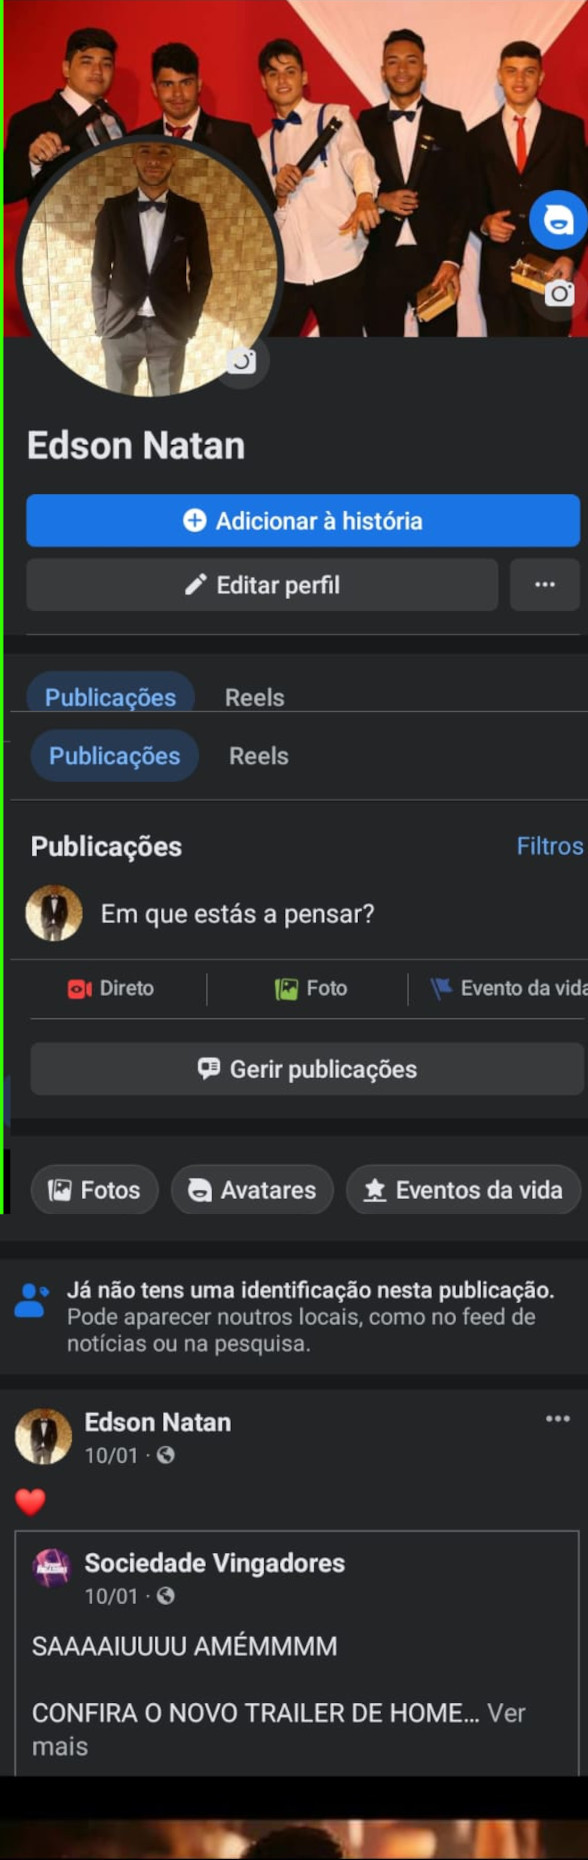 Edson Natan
Adicionar à história
Editar perfil
Publicações Reels
Publicações Reels
Publicações Filtros
Em que estás a pensar?
Direto Foto Evento da vida
Gerir publicações
Fotos Avatares Eventos da vida
Já não tens uma identificação nesta publicação.
Pode aparecer noutros locais, como no feed de
notícias ou na pesquisa.
Edson Natan
10/01 ·
Sociedade Vingadores
10/01 ·
SAAAAIUUUU AMÉMMMM
CONFIRA O NOVO TRAILER DE HOME... Ver
mais